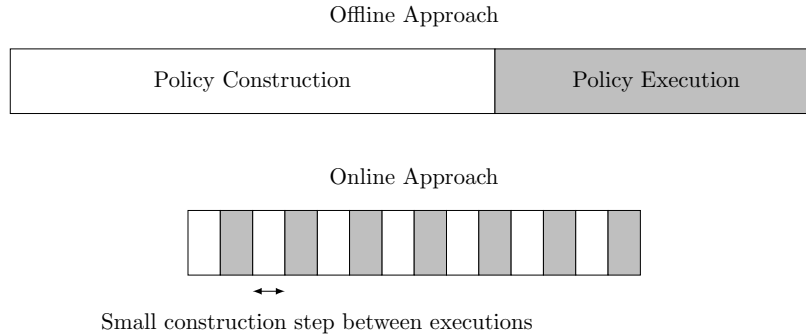 Offline Approach
Policy Construction
Policy Execution
Online Approach
Small construction step between executions